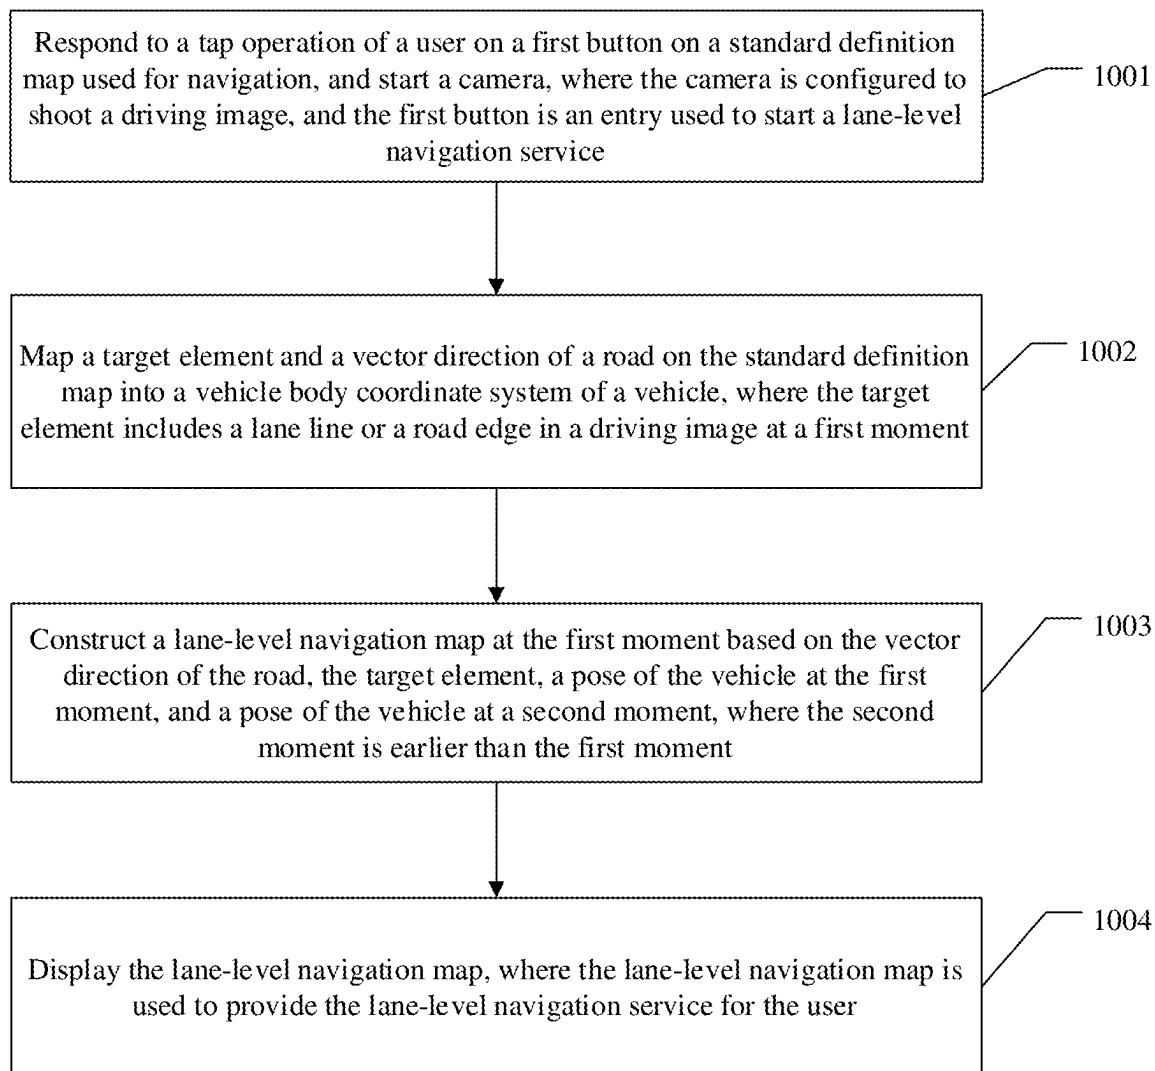 Respond to a tap operation of a user on a first button on a standard definition
map used for navigation, and start a camera, where the camera is configured to
shoot a driving image, and the first button is an entry used to start a lane-level
navigation service
1001
Map a target element and a vector direction of a road on the standard definition
map into a vehicle body coordinate system of a vehicle, where the target
element includes a lane line or a road edge in a driving image at a first moment
1002
Construct a lane-level navigation map at the first moment based on the vector
direction of the road, the target element, a pose of the vehicle at the first
moment, and a pose of the vehicle at a second moment, where the second
moment is earlier than the first moment
1003
Display the lane-level navigation map, where the lane-level navigation map is
used to provide the lane-level navigation service for the user
1004